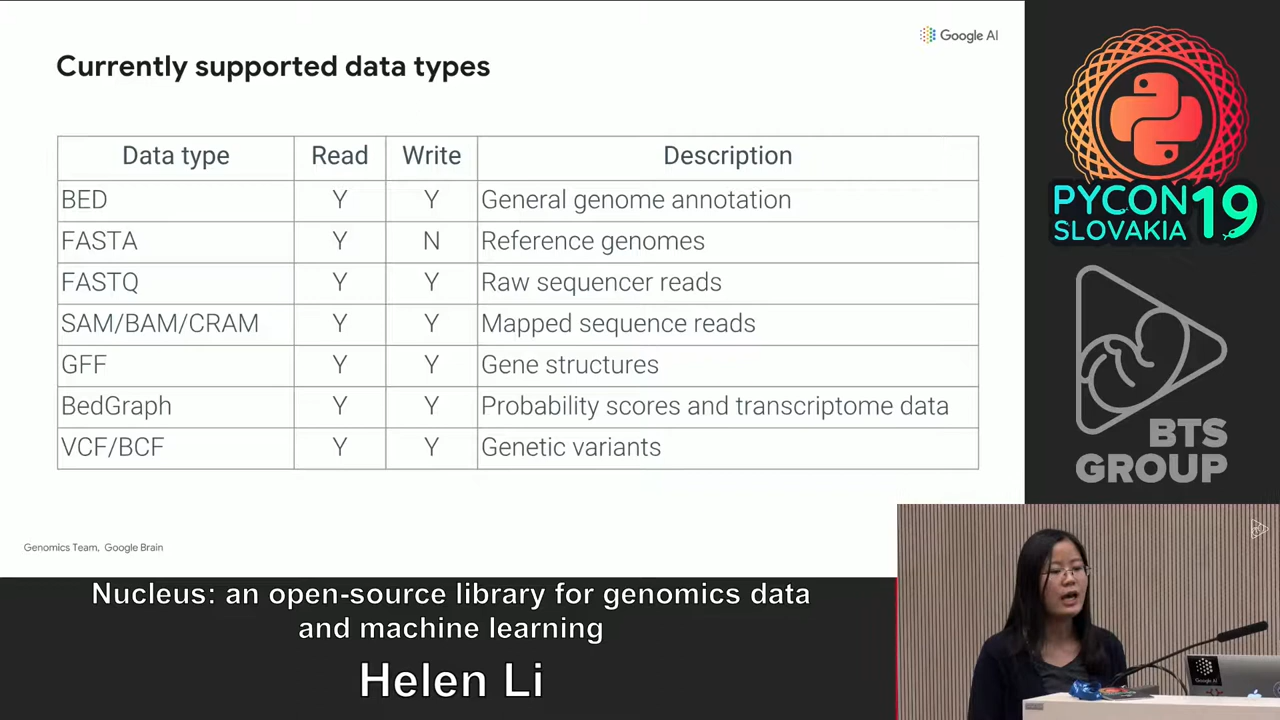 Google AI
Currently supported data types
Data type Read Write Description
BED Y Y General genome annotation
FASTA Y N Reference genomes
FASTQ Y Y Raw sequencer reads
SAM/BAM/CRAM Y Y Mapped sequence reads
GFF Y Y Gene structures
BedGraph Y Y Probability scores and transcriptome data
VCF/BCF Y Y Genetic variants
Genomics Team, Google Brain
PYCON
SLOVAKIA
19
BTS
GROUP
Nucleus: an open-source library for genomics data
and machine learning
Helen Li
Google AI